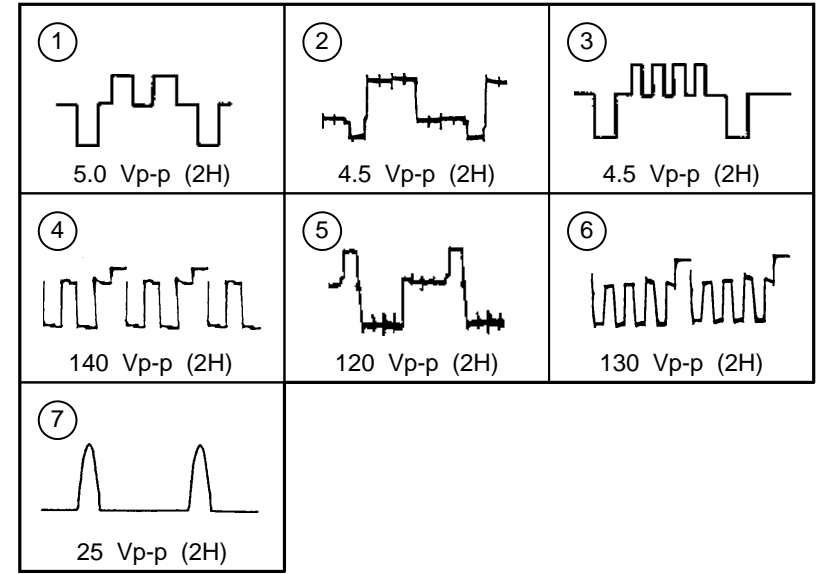 1
2
3
5.0 Vp-p (2H)
4.5 Vp-p (2H)
4.5 Vp-p (2H)
4
5
6
140 Vp-p (2H)
120 Vp-p (2H)
130 Vp-p (2H)
7
25 Vp-p (2H)